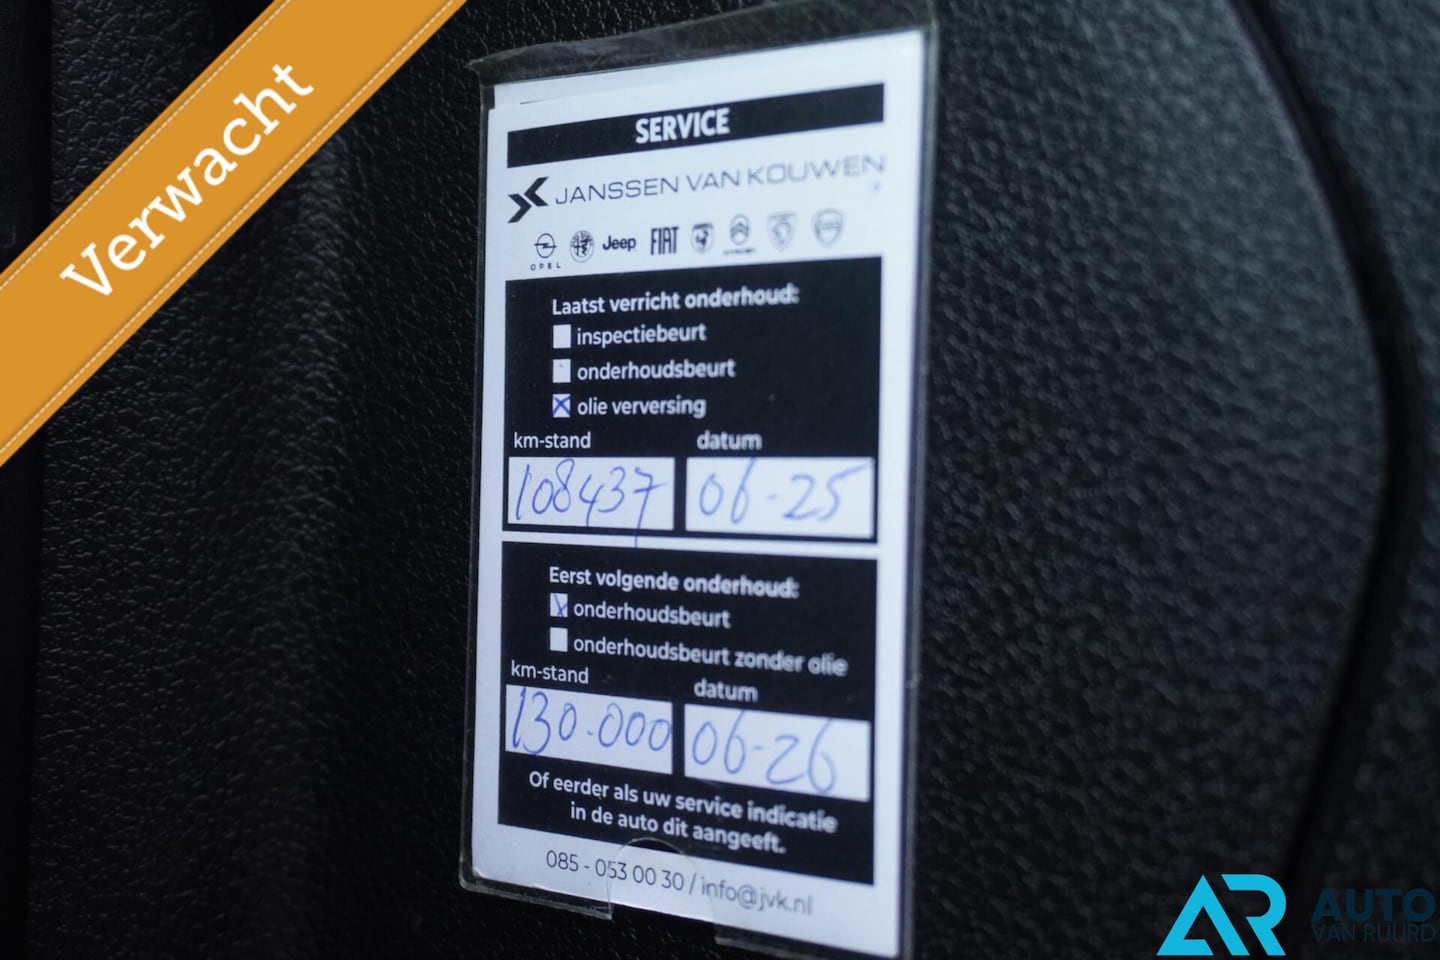 Verwacht
SERVICE
JANSSEN VAN KOUWEN
OPEL
Jeep
FIAT
Laatst verricht onderhoud:
inspectiebeurt
onderhoudsbeurt
olie verversing
km-stand datum
108437 06-25
Eerst volgende onderhoud:
onderhoudsbeurt
onderhoudsbeurt zonder olie
km-stand datum
130.000 06-26
Of eerder als uw service indicatie
in de auto dit aangeeft.
085 - 053 00 30 / info@jvk.nl
AR AUTO
VAN RUURD